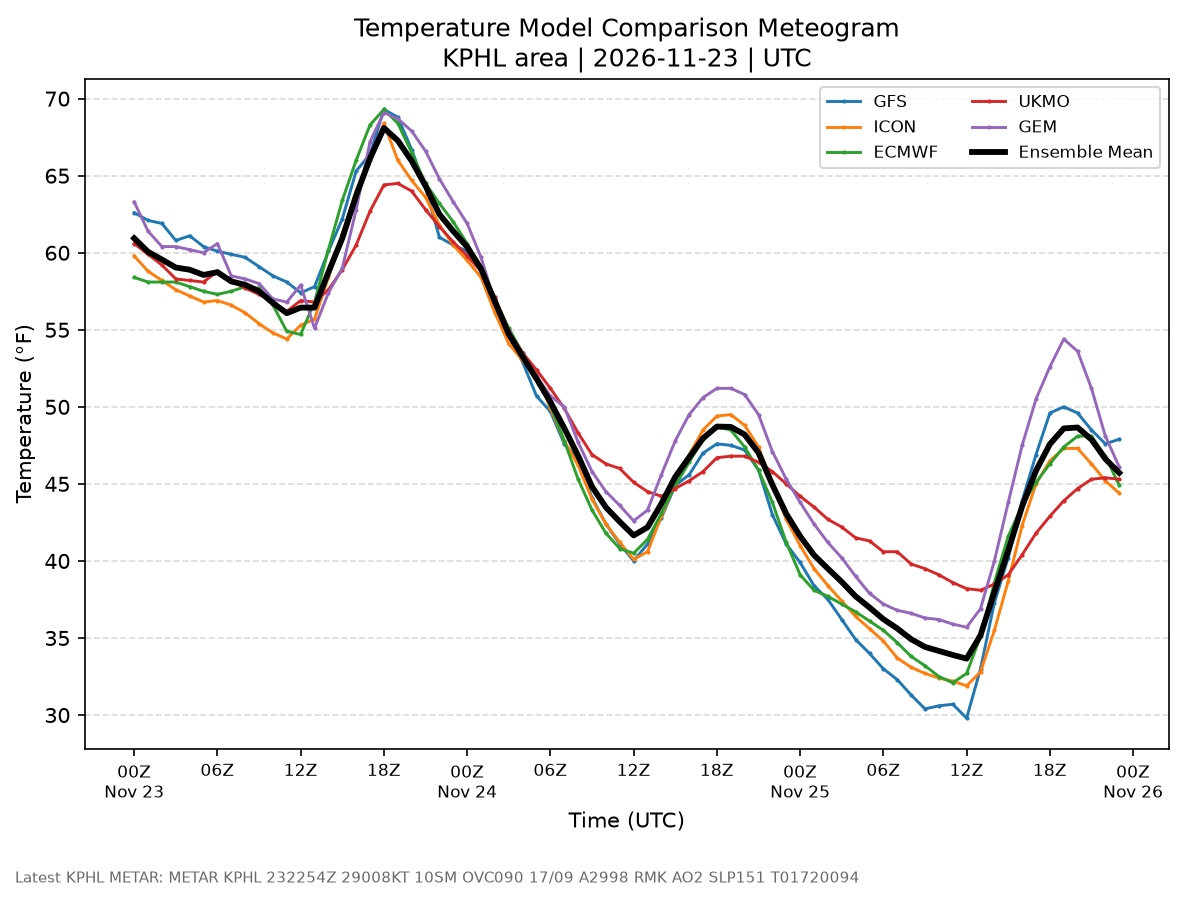 Temperature Model Comparison Meteogram
KPHL area | 2026-11-23 | UTC
GFS
ICON
ECMWF
UKMO
GEM
Ensemble Mean
Temperature (°F)
70
65
60
55
50
45
40
35
30
00Z
Nov 23
06Z
12Z
18Z
00Z
Nov 24
06Z
12Z
18Z
00Z
Nov 25
06Z
12Z
18Z
00Z
Nov 26
Time (UTC)
Latest KPHL METAR: METAR KPHL 232254Z 29008KT 10SM OVC090 17/09 A2998 RMK AO2 SLP151 T01720094